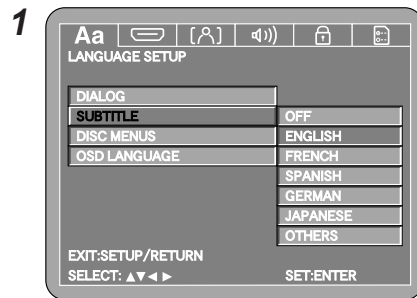 1
Aa
LANGUAGE SETUP
DIALOG
SUBTITLE
DISC MENUS
OSD LANGUAGE
OFF
ENGLISH
FRENCH
SPANISH
GERMAN
JAPANESE
OTHERS
EXIT:SETUP/RETURN
SELECT: ▲▼◄ ► SET:ENTER